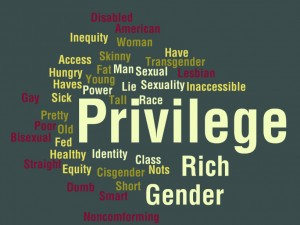 Disabled
American
Inequity Woman
Access Skinny Have
Transgender
Hungry Fat Man Sexual Lesbian
Haves Young
Power Lie Sexuality Inaccessible
Gay Sick Tall Race
Pretty
Privilege
Poor Old
Bisexual Fed
Healthy Identity Class
Straight Rich
Equity Cisgender Nots
Dumb Short Gender
Smart
Noncomforming